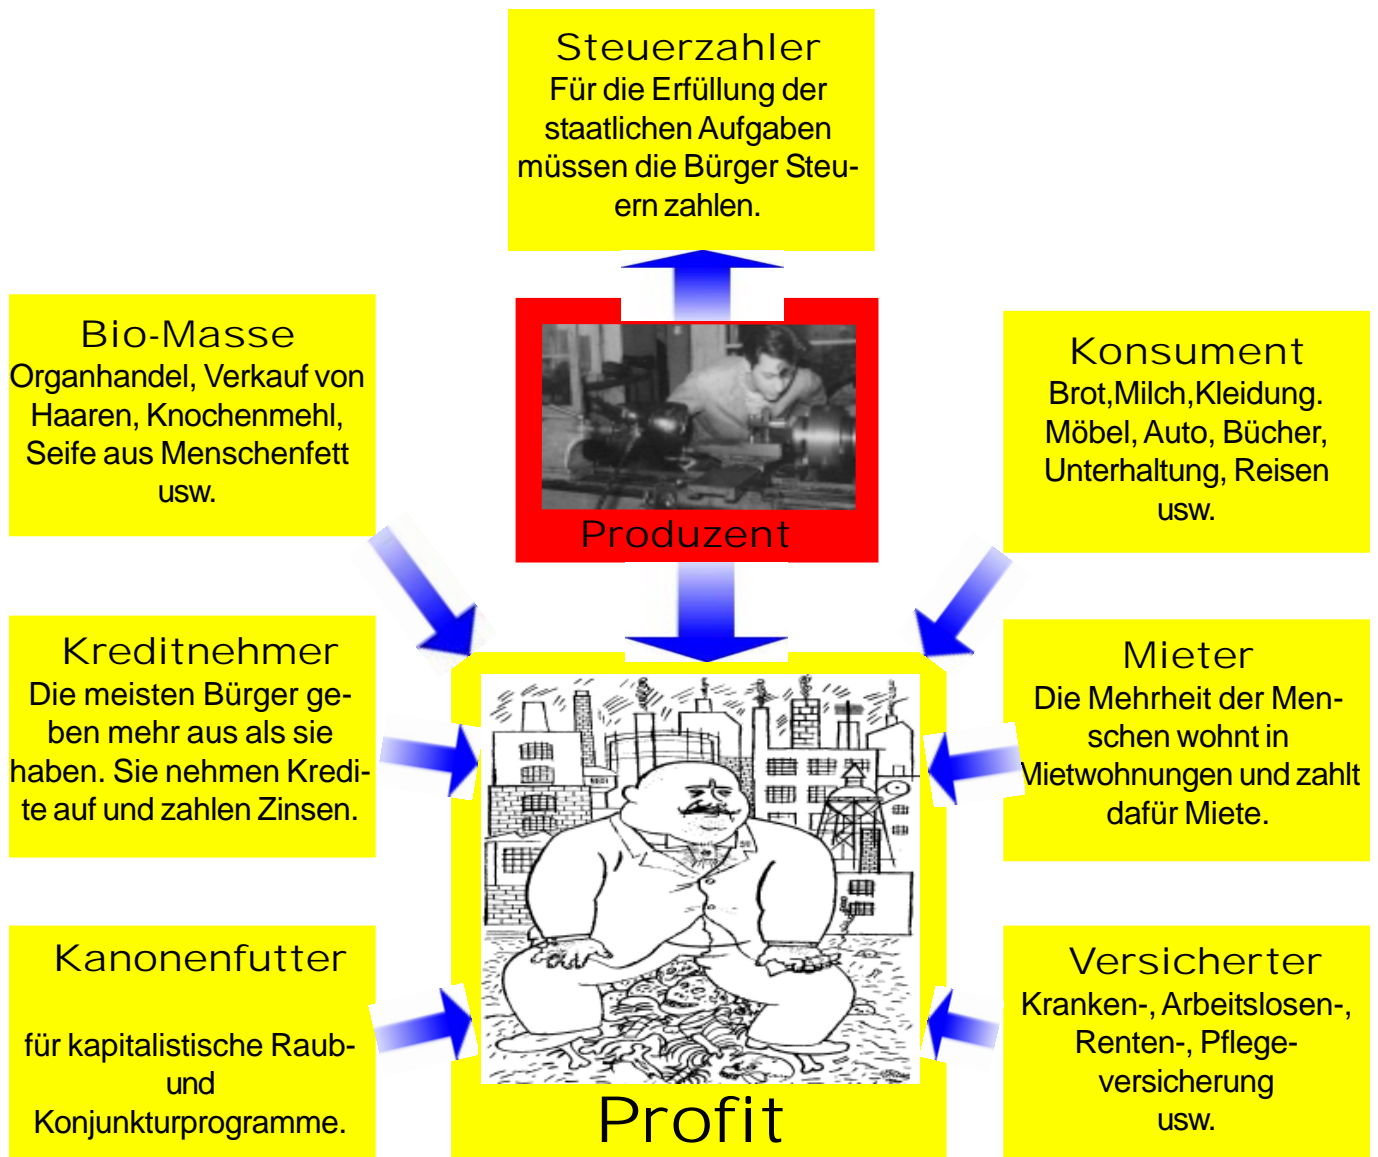 Steuerzahler
Für die Erfüllung der
staatlichen Aufgaben
müssen die Bürger Steu-
ern zahlen.
Bio-Masse
Organhandel, Verkauf von
Haaren, Knochenmehl,
Seife aus Menschenfett
usw.
Produzent
Konsument
Brot,Milch,Kleidung.
Möbel, Auto, Bücher,
Unterhaltung, Reisen
usw.
Kreditnehmer
Die meisten Bürger ge-
ben mehr aus als sie
haben. Sie nehmen Kredi-
te auf und zahlen Zinsen.
Mieter
Die Mehrheit der Men-
schen wohnt in
Mietwohnungen und zahlt
dafür Miete.
Kanonenfutter
für kapitalistische Raub-
und
Konjunkturprogramme.
Versicherter
Kranken-, Arbeitslosen-,
Renten-, Pflege-
versicherung
usw.
Profit